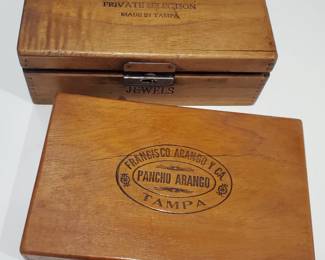 PRIVATE SELECTION
MADE IN TAMPA
JEWELS
FRANCISCO ARANGO Y CA.
PANCHO ARANGO
TAMPA